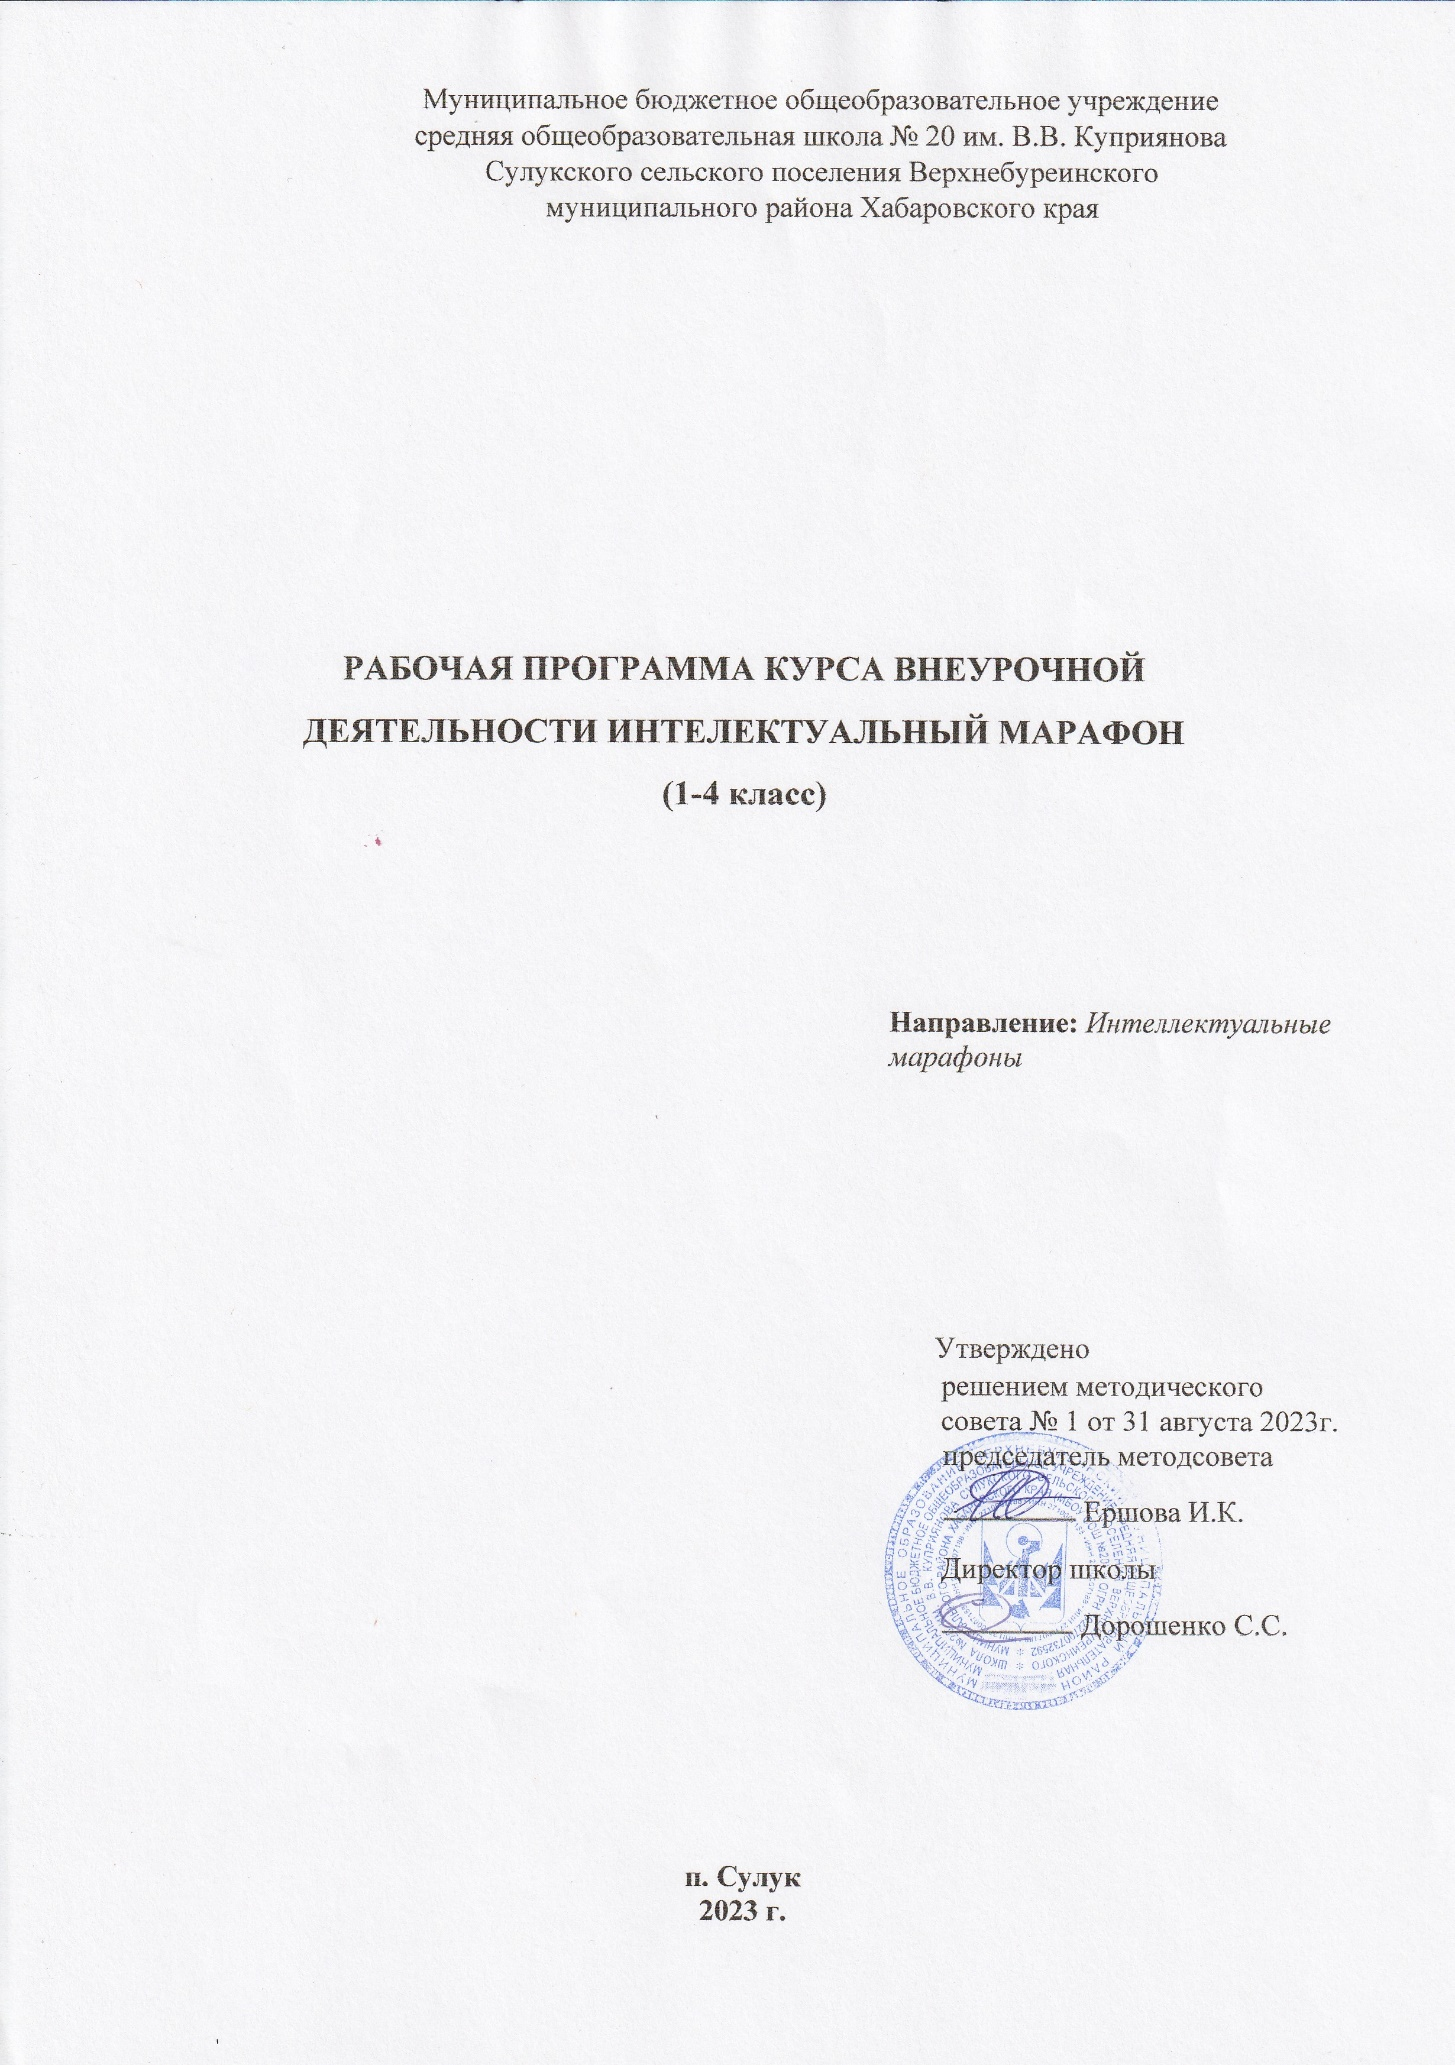 Муниципальное бюджетное общеобразовательное учреждение
средняя общеобразовательная школа № 20 им. В.В. Куприянова
Сулукского сельского поселения Верхнебуреинского
муниципального района Хабаровского края
РАБОЧАЯ ПРОГРАММА КУРСА ВНЕУРОЧНОЙ
ДЕЯТЕЛЬНОСТИ ИНТЕЛЕКТУАЛЬНЫЙ МАРАФОН
(1-4 класс)
Направление: Интеллектуальные
марафоны
Утверждено
решением методического
совета № 1 от 31 августа 2023г.
председатель методсовета
Ершова И.К.
Директор школы
Дорошенко С.С.
п. Сулук
2023 г.